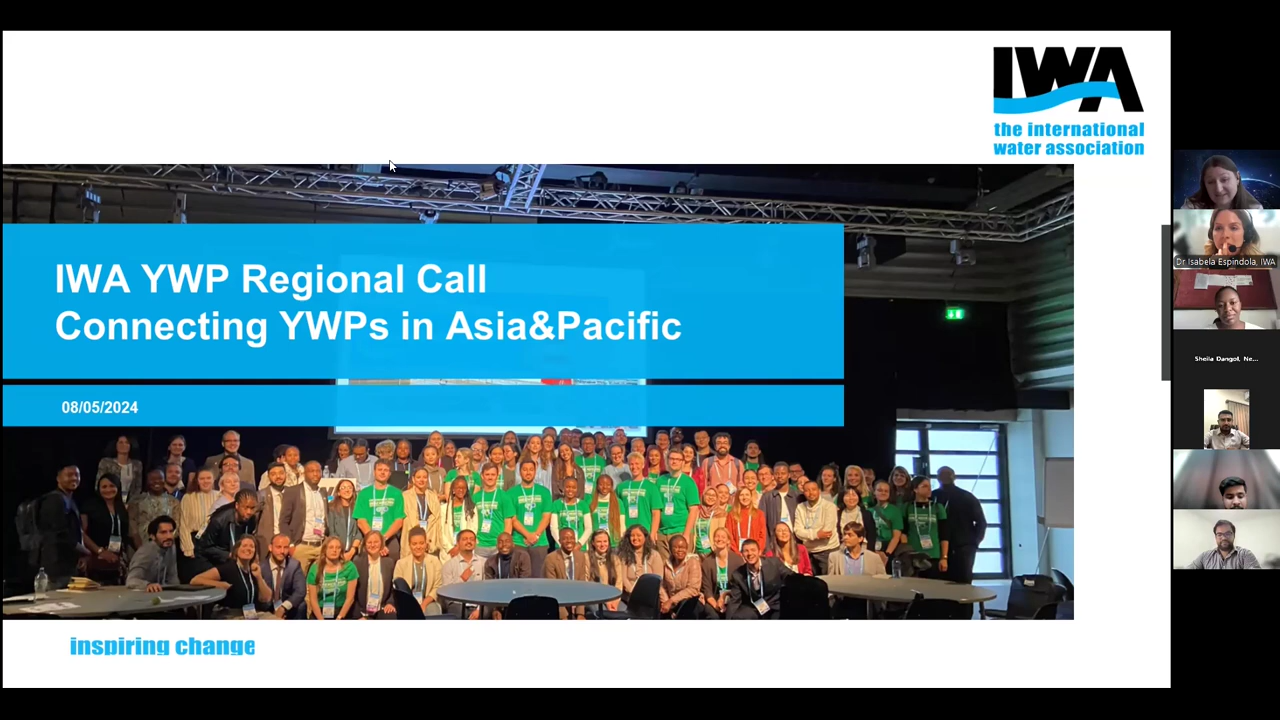 IWA
the international
water association
IWA YWP Regional Call
Connecting YWPs in Asia&Pacific
08/05/2024
inspiring change
Dr Isabela Espindola, IWA
Sheila Dangol, Ne...